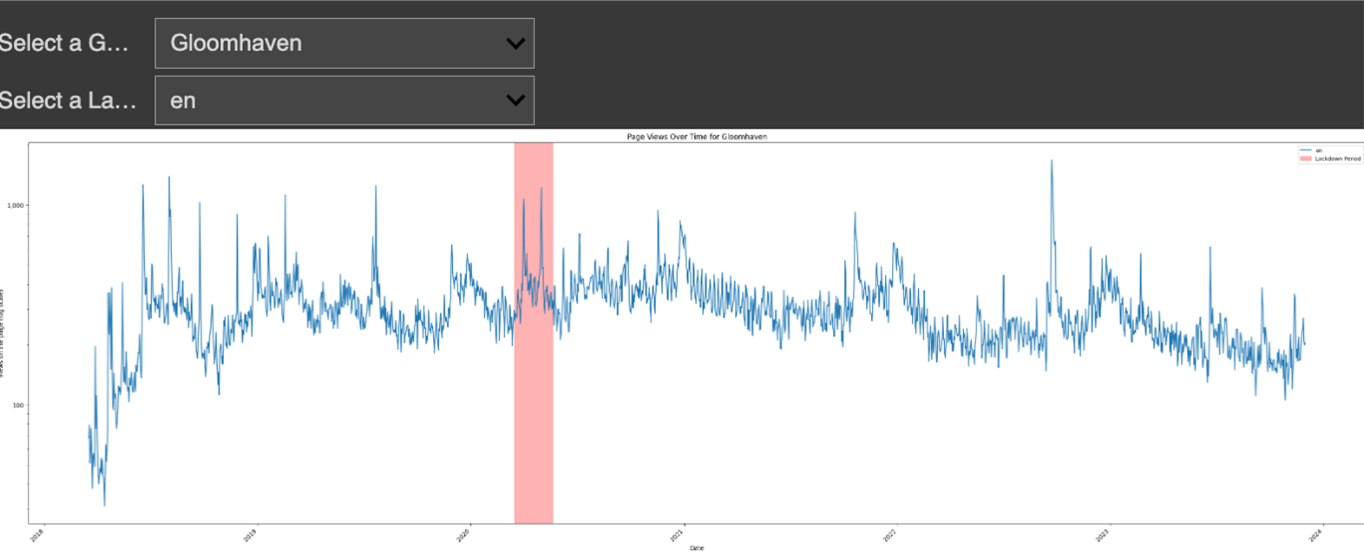 Select a G... Gloomhaven
Select a La... en
Page Views Over Time for Gloomhaven
en
Lockdown Period
1,000
100
2018 2019 2020 2021 2022 2023 2024
Date